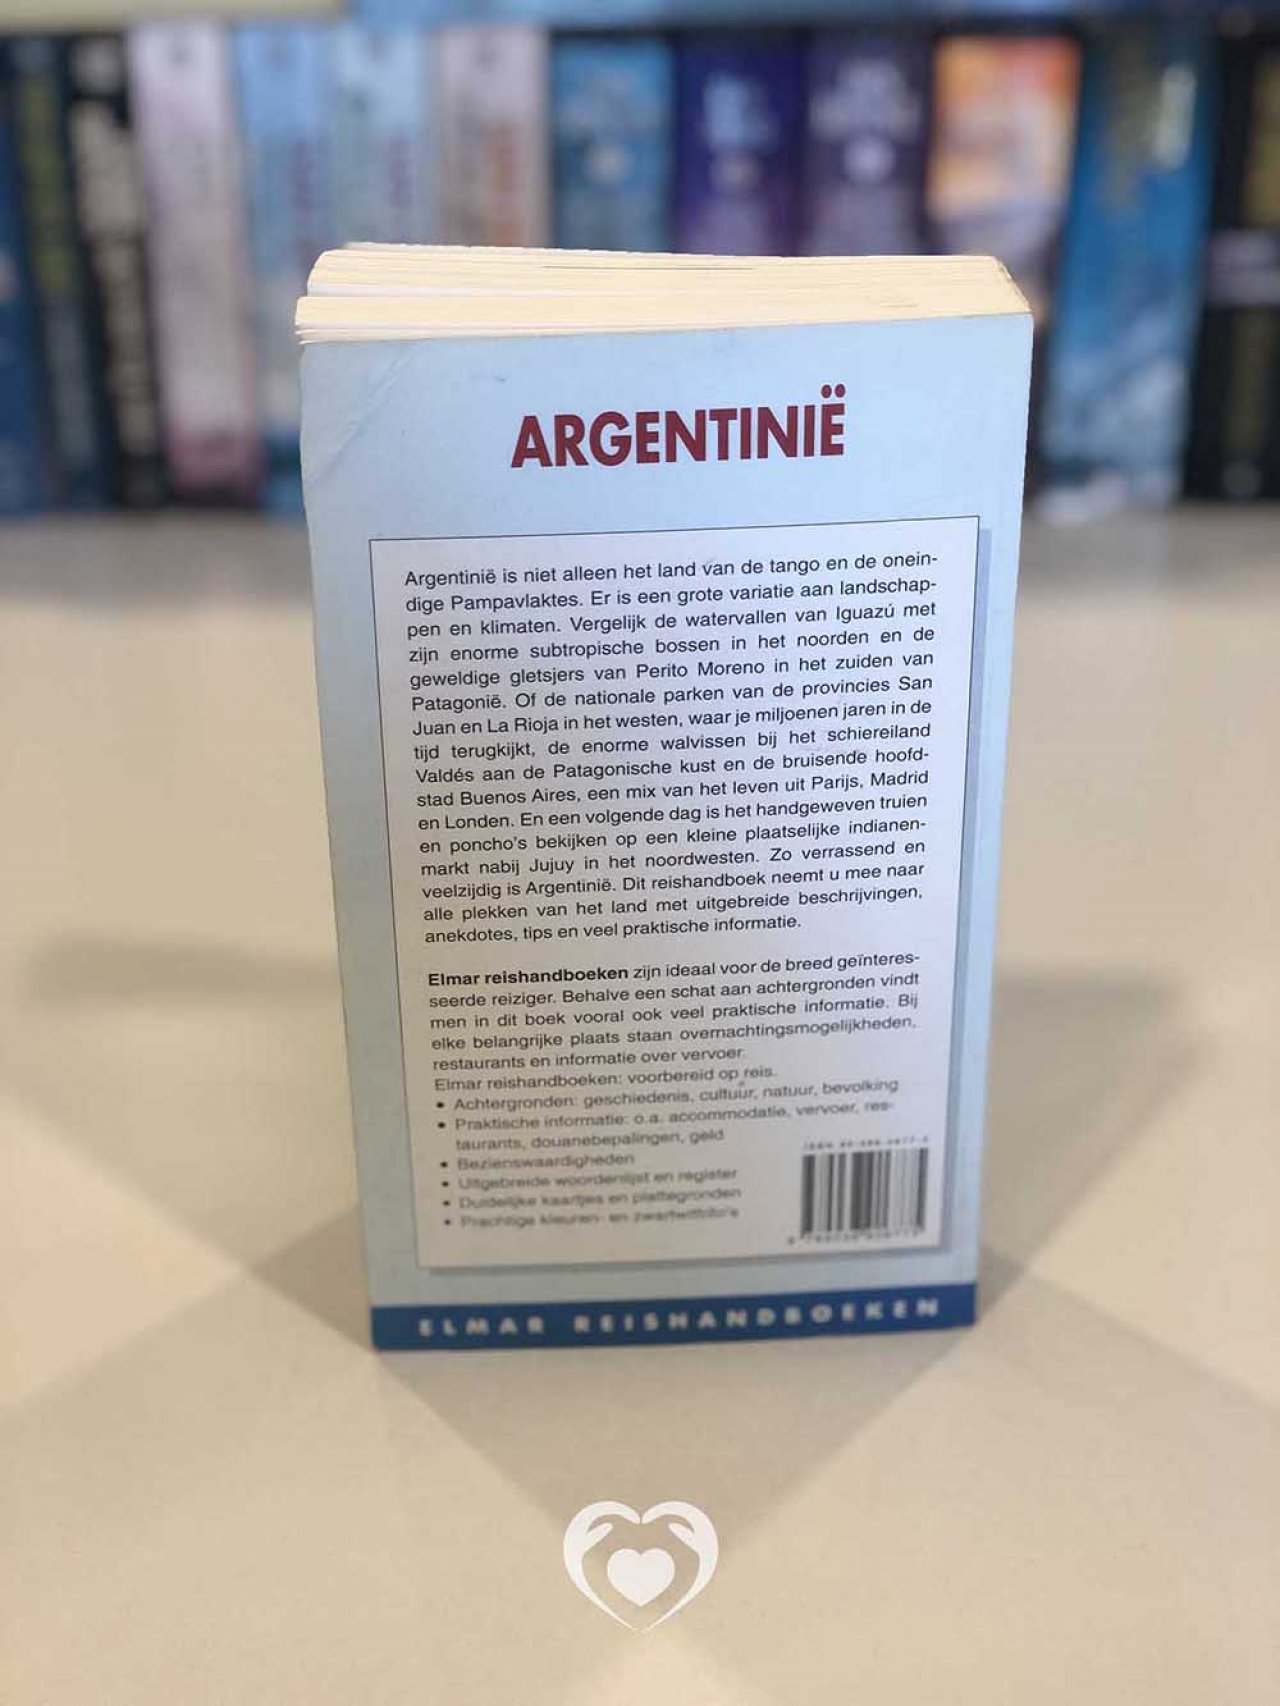 ARGENTINIË
Argentinië is niet alleen het land van de tango en de onein-
dige Pampavlaktes. Er is een grote variatie aan landschap-
pen en klimaten. Vergelijk de watervallen van Iguazú met
zijn enorme subtropische bossen in het noorden en de
geweldige gletsjers van Perito Moreno in het zuiden van
Patagonië. Of de nationale parken van de provincies San
Juan en La Rioja in het westen, waar je miljoenen jaren in de
tijd terugkijkt, de enorme walvissen bij het schiereiland
Valdés aan de Patagonische kust en de bruisende hoofd-
stad Buenos Aires, een mix van het leven uit Parijs, Madrid
en Londen. En een volgende dag is het handgeweven truien
en poncho's bekijken op een kleine plaatselijke indianen-
markt nabij Jujuy in het noordwesten. Zo verrassend en
veelzijdig is Argentinië. Dit reishandboek neemt u mee naar
alle plekken van het land met uitgebreide beschrijvingen,
anekdotes, tips en veel praktische informatie.
Elmar reishandboeken zijn ideaal voor de breed geïnteres-
seerde reiziger. Behalve een schat aan achtergronden vindt
men in dit boek vooral ook veel praktische informatie. Bij
elke belangrijke plaats staan overnachtingsmogelijkheden,
restaurants en informatie over vervoer.
Elmar reishandboeken: voorbereid op reis.
• Achtergronden: geschiedenis, cultuur, natuur, bevolking
• Praktische informatie: o.a. accommodatie, vervoer, res-
taurants, douanebepalingen, geld
• Bezienswaardigheden
• Uitgebreide woordenlijst en register
• Duidelijke kaartjes en plattegronden
• Prachtige kleuren- en zwartwitfoto's
ELMAR REISHANDBOEKEN